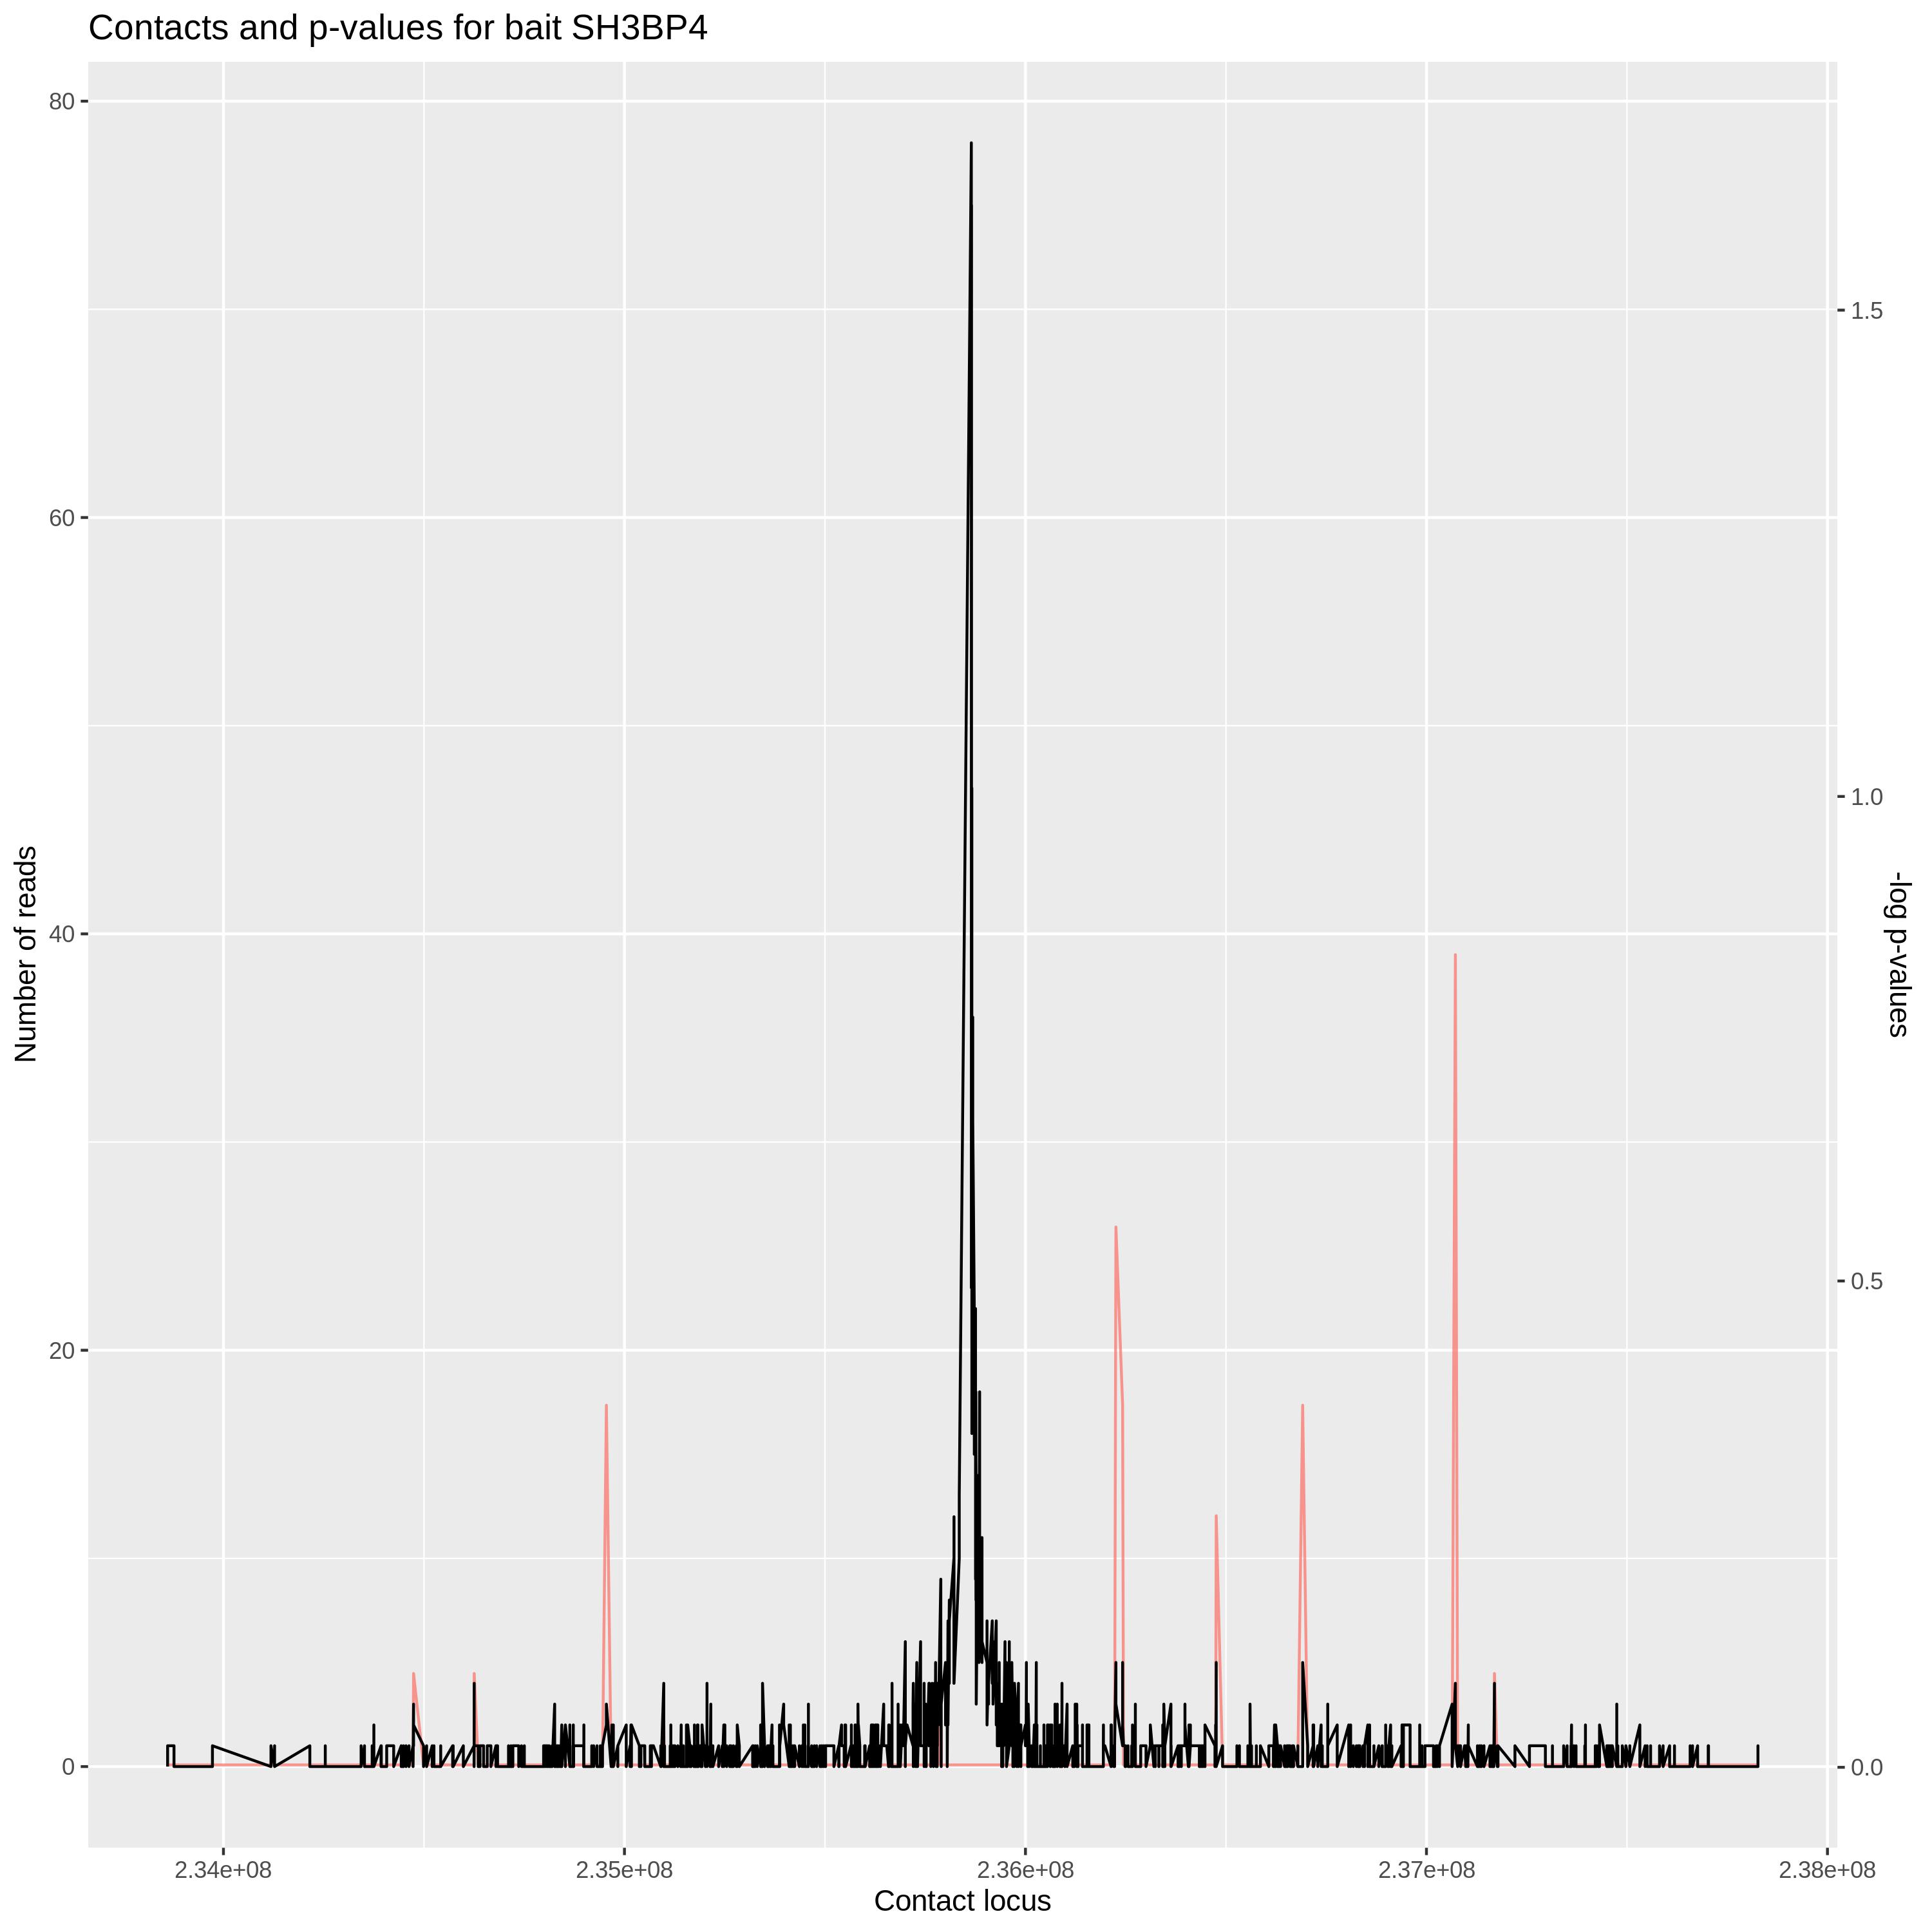 Contacts and p-values for bait SH3BP4
80
60
40
20
0
Number of reads
1.5
1.0
0.5
0.0
-log p-values
2.34e+08
2.35e+08
2.36e+08
2.37e+08
2.38e+08
Contact locus